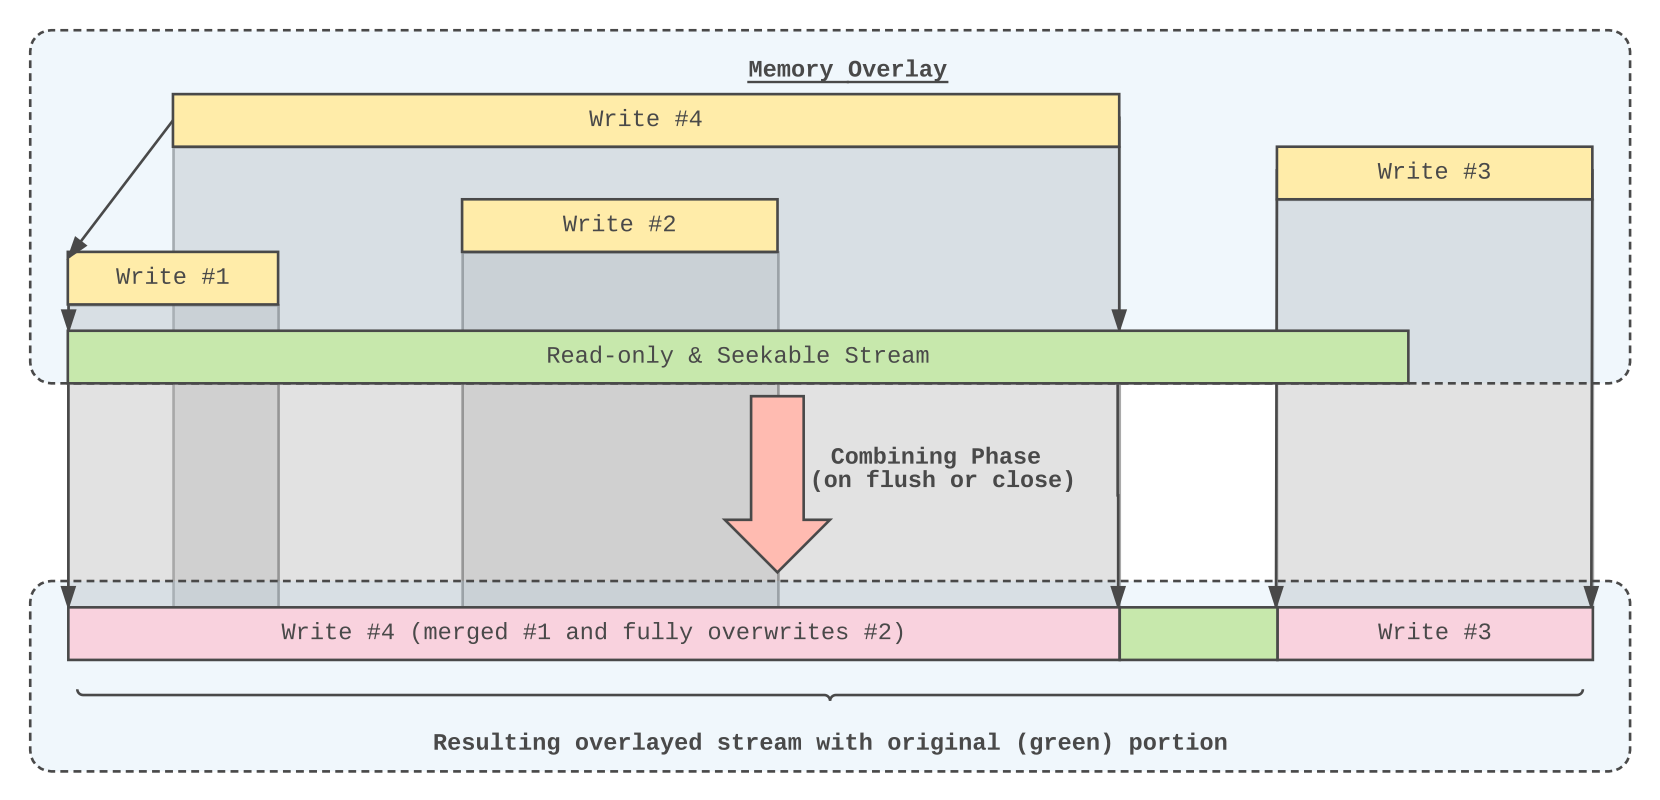 Memory Overlay
Write #4
Write #3
Write #2
Write #1
Read-only & Seekable Stream
Combining Phase
(on flush or close)
Write #4 (merged #1 and fully overwrites #2)
Write #3
Resulting overlayed stream with original (green) portion